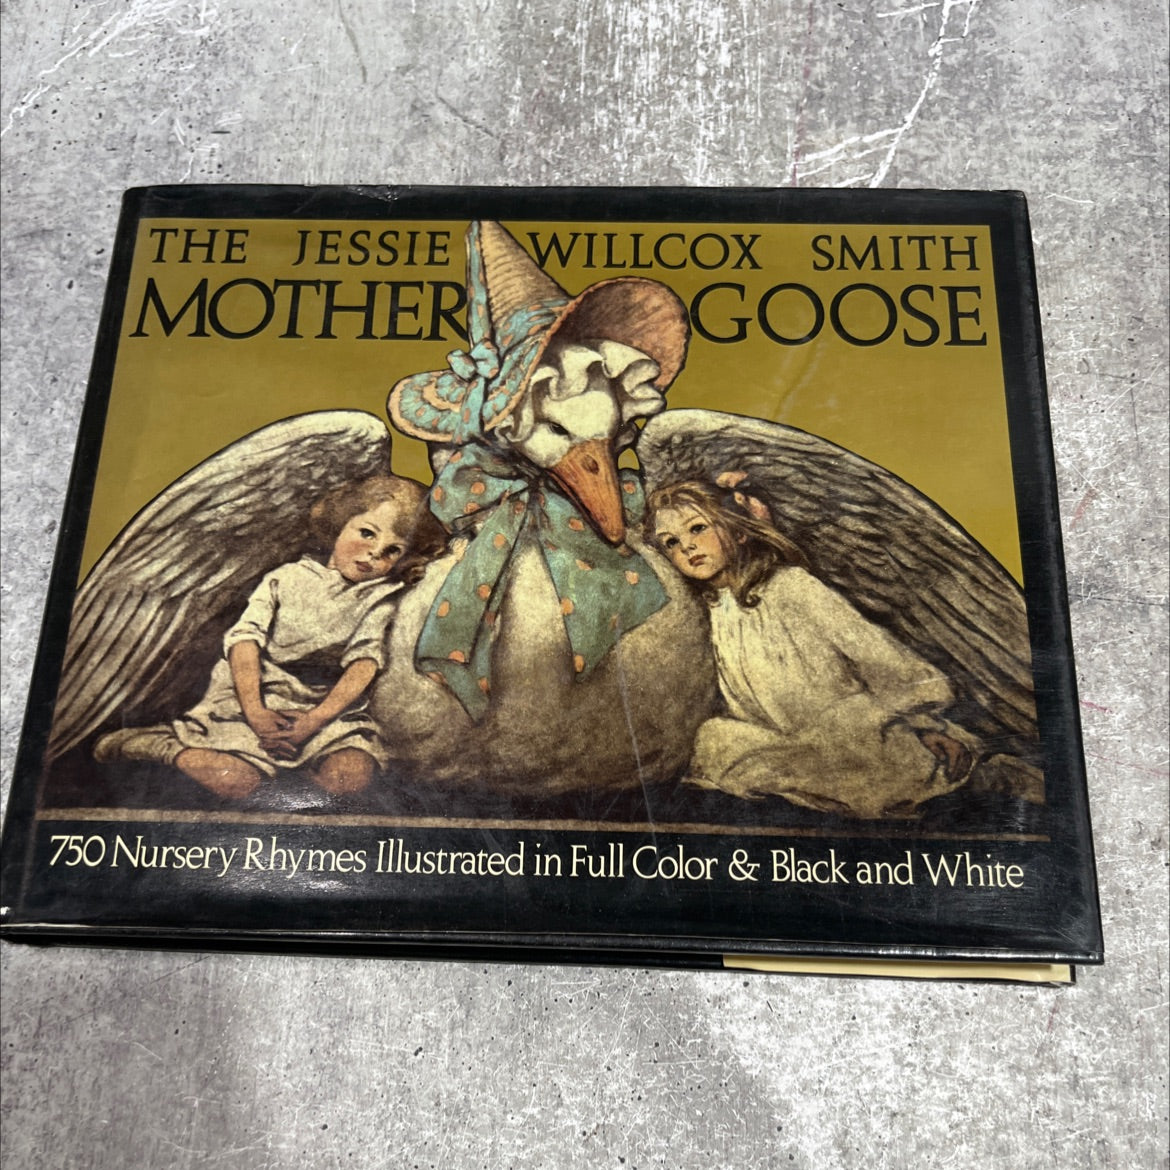 THE JESSIE WILLCOX SMITH
MOTHER GOOSE
750 Nursery Rhymes Illustrated in Full Color & Black and White